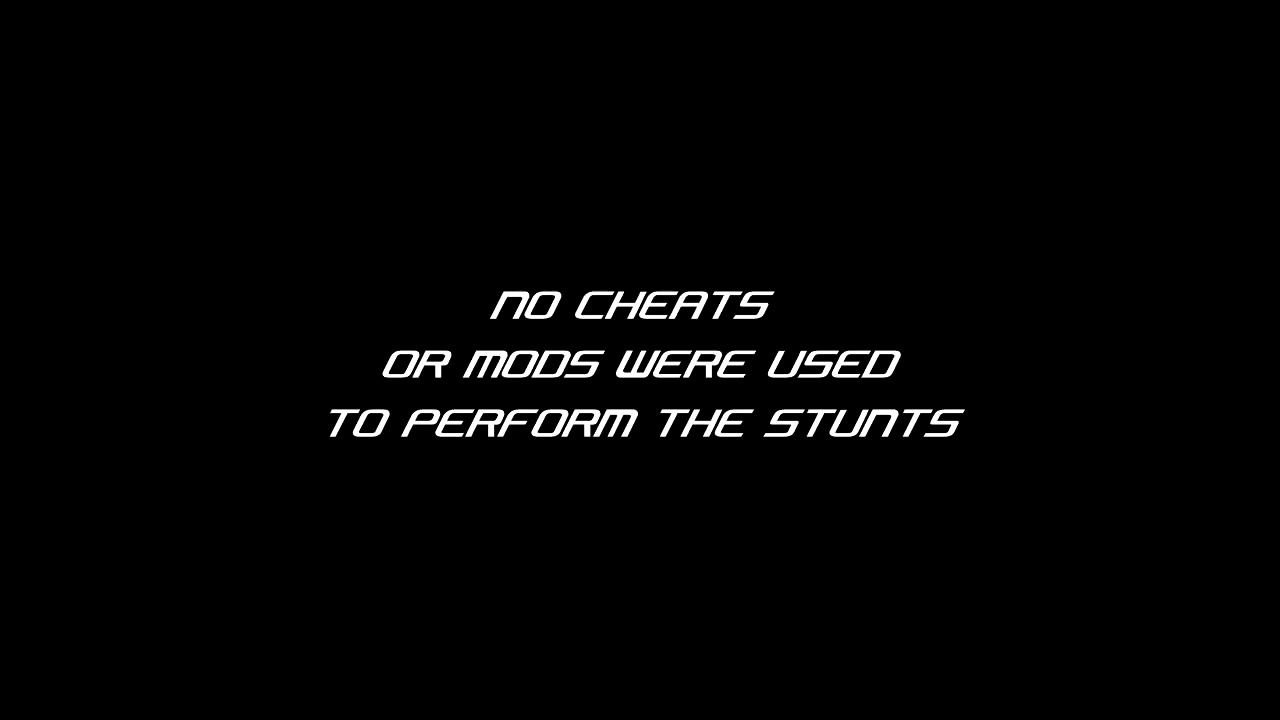 NO CHEATS
OR MODS WERE USED
TO PERFORM THE STUNTS